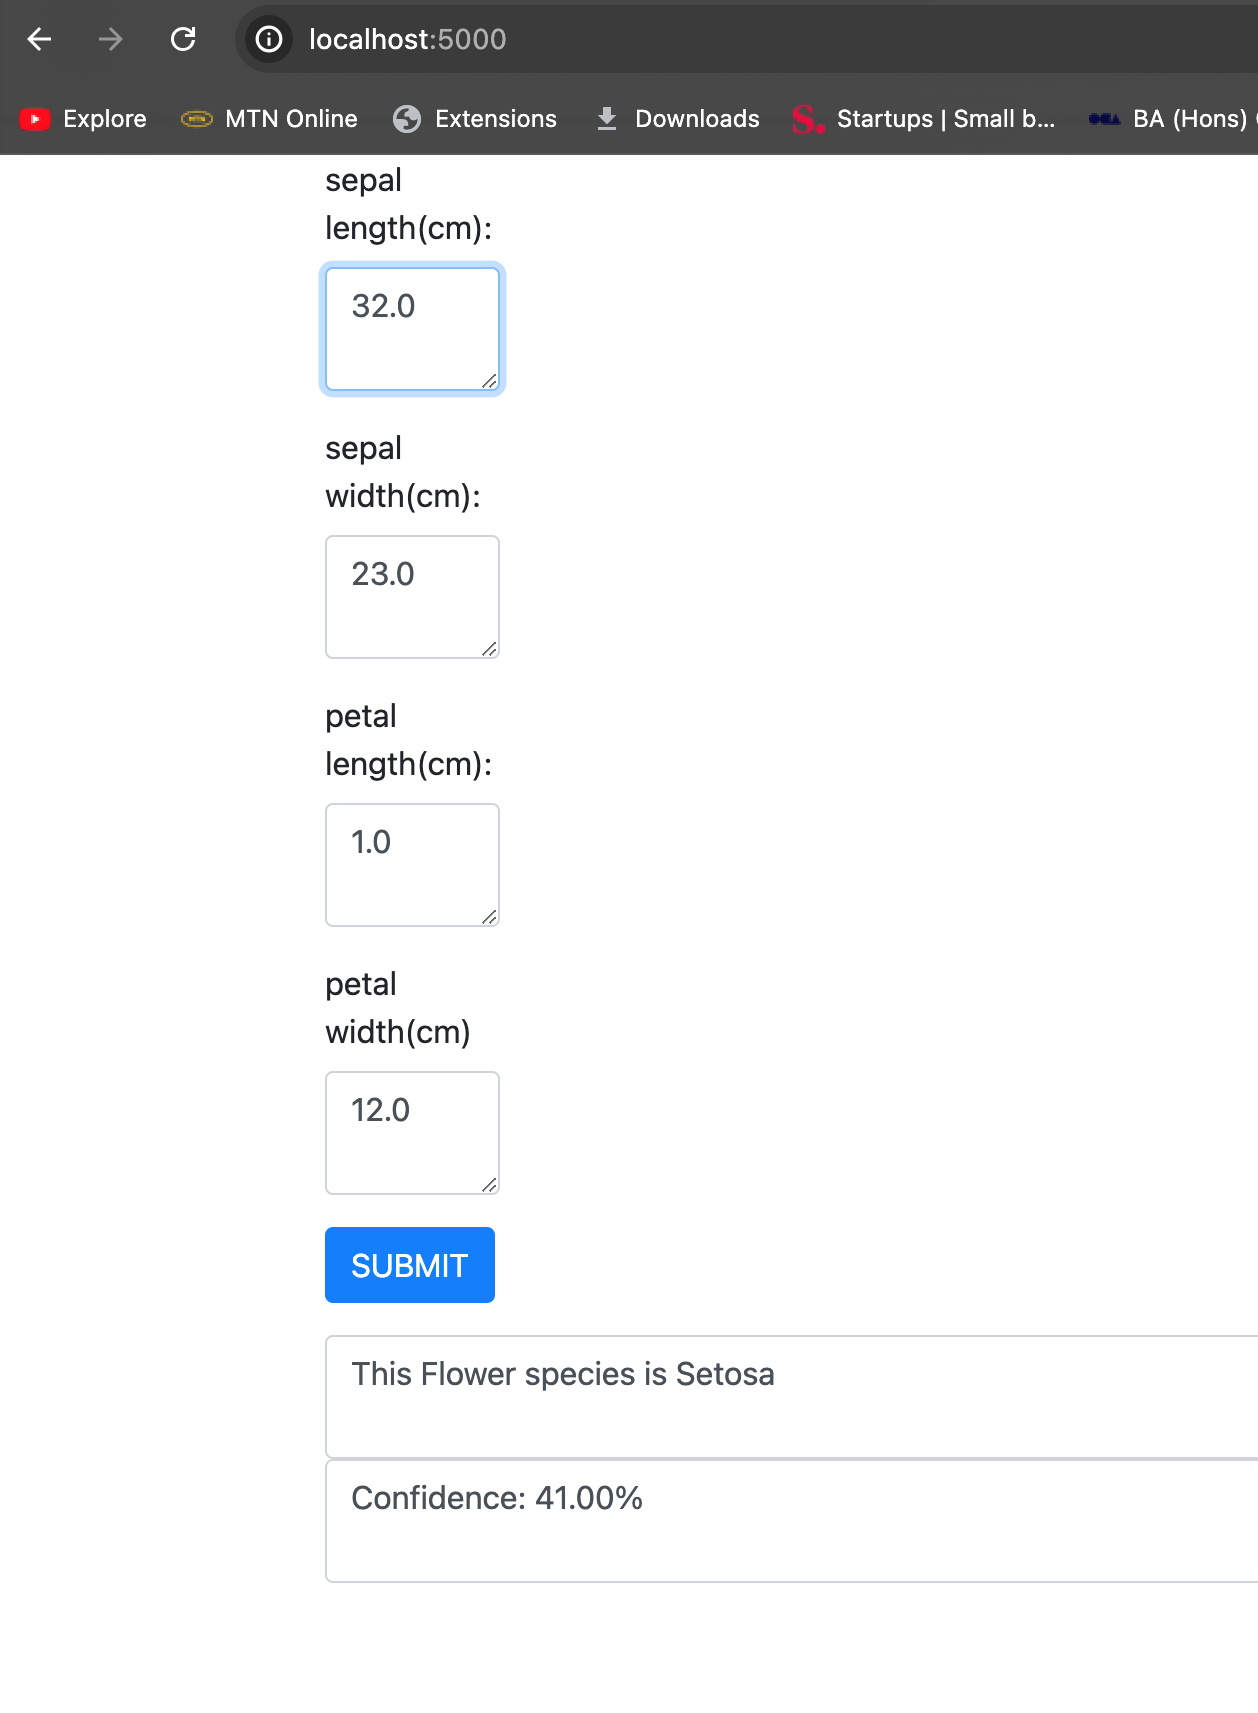 localhost:5000
Explore MTN Online Extensions Downloads S. Startups | Small b... BA (Hons)
sepal
length(cm):
32.0
sepal
width(cm):
23.0
petal
length(cm):
1.0
petal
width(cm)
12.0
SUBMIT
This Flower species is Setosa
Confidence: 41.00%